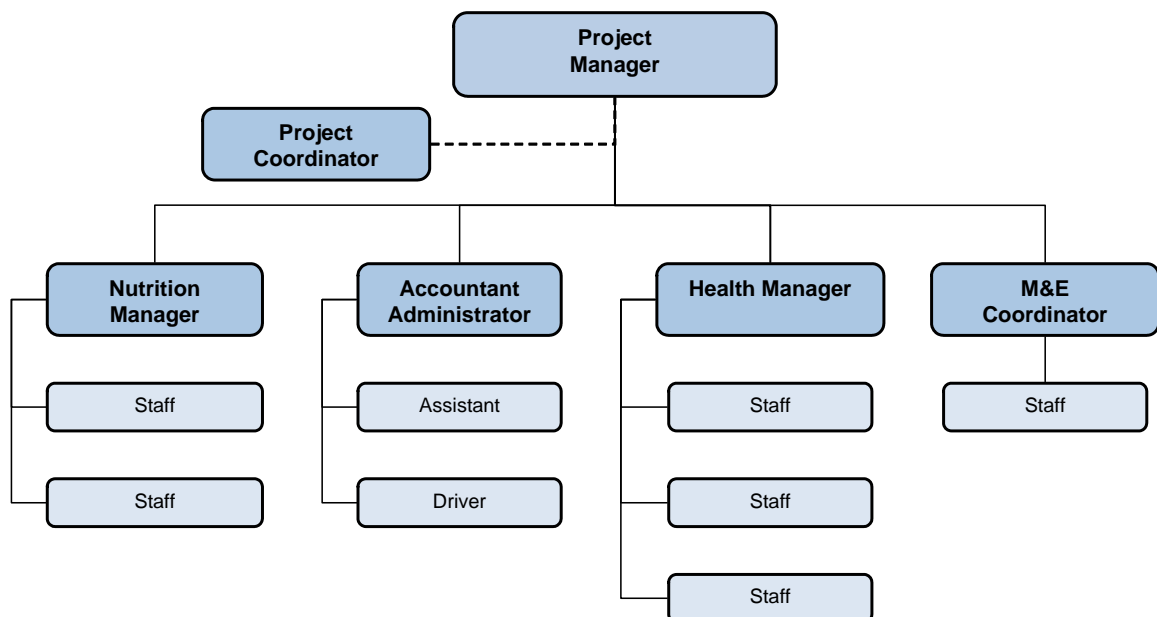 Project
Manager
Project
Coordinator
Nutrition
Manager
Accountant
Administrator
Health Manager
M&E
Coordinator
Staff
Assistant
Staff
Staff
Staff
Driver
Staff
Staff